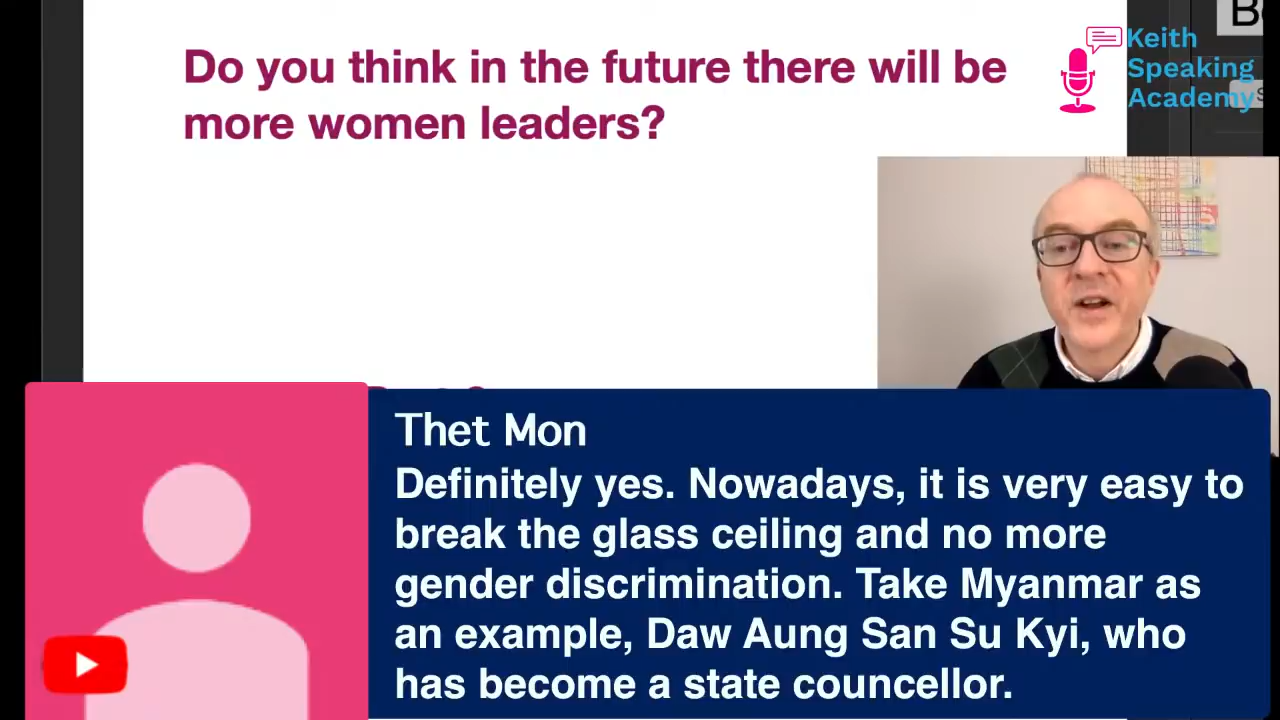 Do you think in the future there will be
more women leaders?
Keith
Speaking
Academy
Thet Mon
Definitely yes. Nowadays, it is very easy to
break the glass ceiling and no more
gender discrimination. Take Myanmar as
an example, Daw Aung San Su Kyi, who
has become a state councellor.